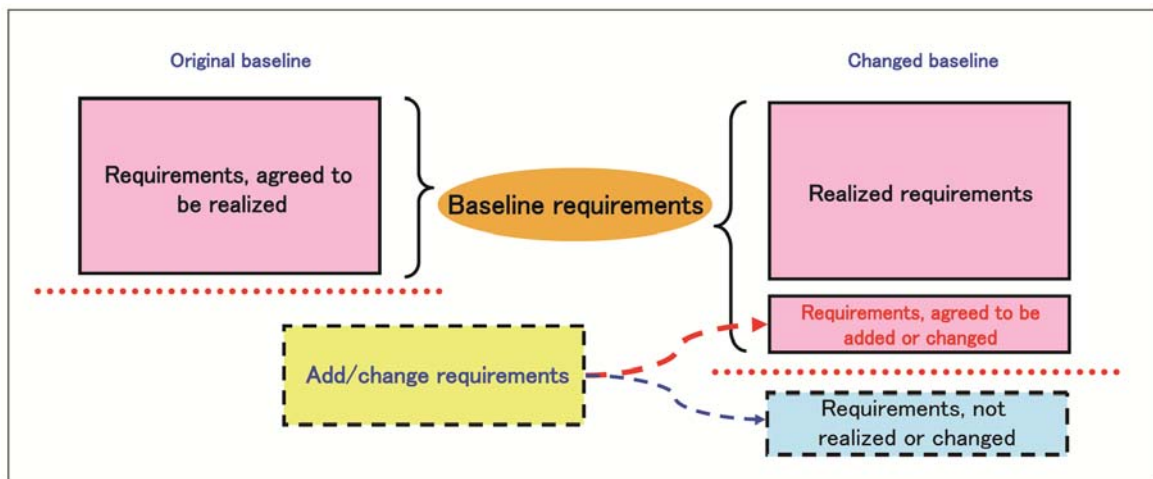 Original baseline
Changed baseline
Requirements, agreed to
be realized
Baseline requirements
Realized requirements
Requirements, agreed to be
added or changed
Add/change requirements
Requirements, not
realized or changed